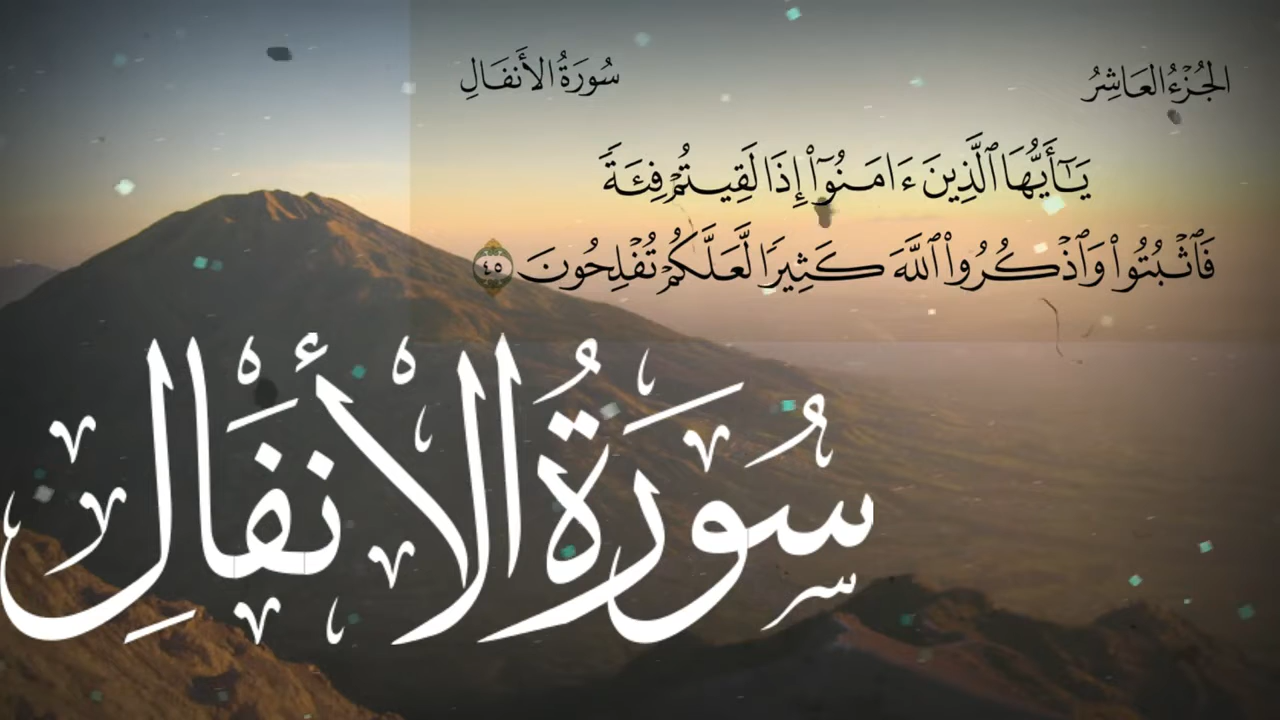 الجُزْءُ العَاشِرُ
سُورَةُ الأَنفَالِ
يَـٰٓأَيُّهَا ٱلَّذِينَ ءَامَنُوٓا۟ إِذَا لَقِيتُمْ فِئَةً
فَٱثْبُتُوا۟ وَٱذْكُرُوا۟ ٱللَّهَ كَثِيرًا لَّعَلَّكُمْ تُفْلِحُونَ ٤٥
سُورَةُ الأَنفَالِ